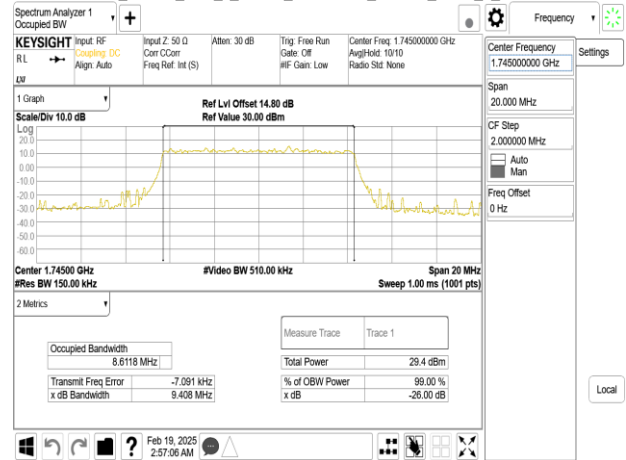 Spectrum Analyzer 1
Occupied BW
Frequency
KEYSIGHT
RL
Input: RF
Coupling: DC
Align: Auto
Input Z: 50 Ω
Corr CCorr
Freq Ref: Int (S)
Atten: 30 dB
Trig: Free Run
Gate: Off
#IF Gain: Low
Center Freq: 1.745000000 GHz
Avg|Hold: 10/10
Radio Std: None
Center Frequency
1.745000000 GHz
Settings
Span
20.000 MHz
CF Step
2.000000 MHz
Auto
Man
Freq Offset
0 Hz
Local
1 Graph
Scale/Div 10.0 dB
Ref Lvl Offset 14.80 dB
Ref Value 30.00 dBm
Log
20.0
10.0
0.00
-10.0
-20.0
-30.0
-40.0
-50.0
-60.0
Center 1.74500 GHz
#Res BW 150.00 kHz
#Video BW 510.00 kHz
Span 20 MHz
Sweep 1.00 ms (1001 pts)
2 Metrics
Measure Trace Trace 1
Occupied Bandwidth
8.6118 MHz
Total Power 29.4 dBm
Transmit Freq Error -7.091 kHz
% of OBW Power 99.00 %
x dB Bandwidth 9.408 MHz
x dB -26.00 dB
?
Feb 19, 2025
2:57:06 AM